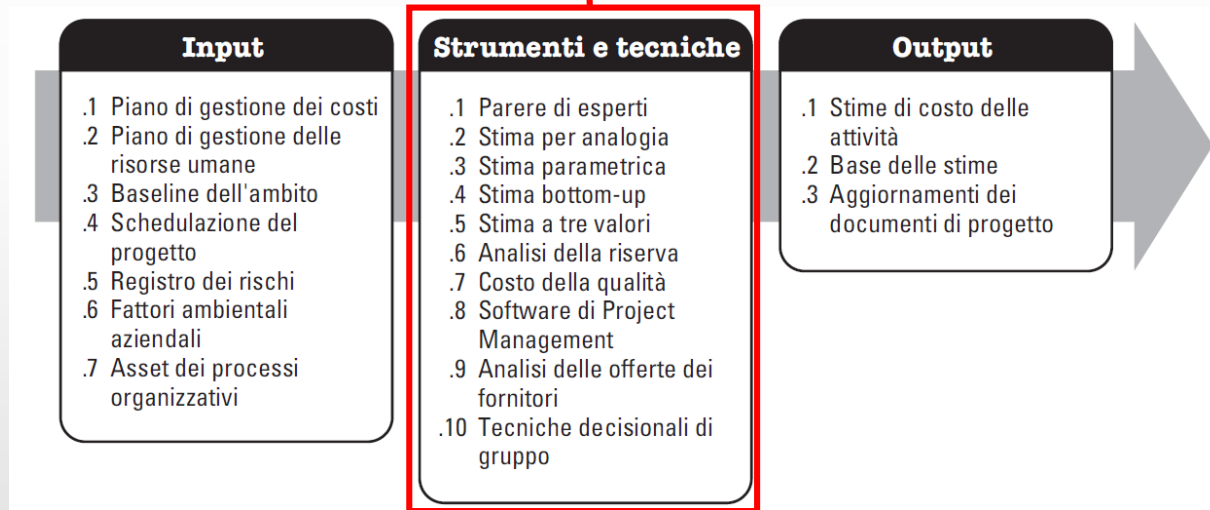 Input
.1 Piano di gestione dei costi
.2 Piano di gestione delle
risorse umane
.3 Baseline dell'ambito
.4 Schedulazione del
progetto
.5 Registro dei rischi
.6 Fattori ambientali
aziendali
.7 Asset dei processi
organizzativi
Strumenti e tecniche
.1 Parere di esperti
.2 Stima per analogia
.3 Stima parametrica
.4 Stima bottom-up
.5 Stima a tre valori
.6 Analisi della riserva
.7 Costo della qualità
.8 Software di Project
Management
.9 Analisi delle offerte dei
fornitori
.10 Tecniche decisionali di
gruppo
Output
.1 Stime di costo delle
attività
.2 Base delle stime
.3 Aggiornamenti dei
documenti di progetto